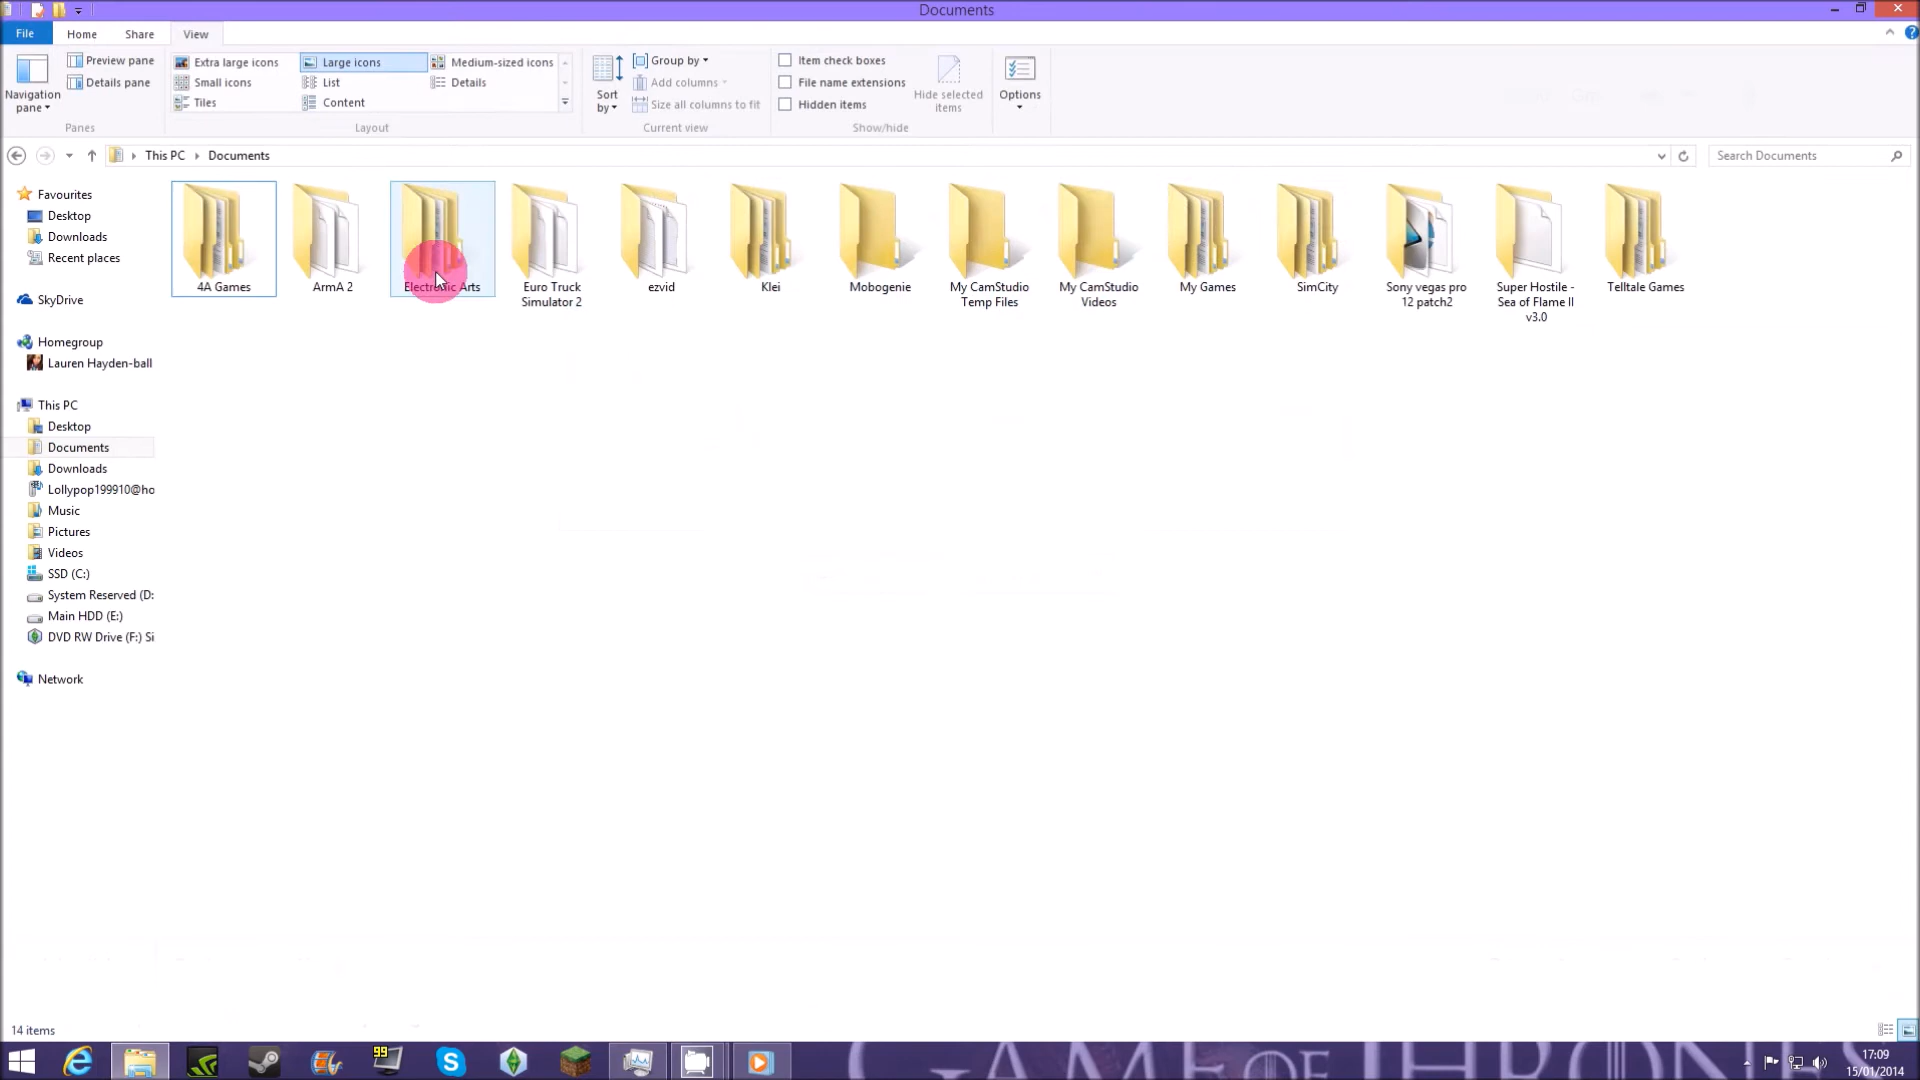 Documents
File Home Share View
Navigation pane
Preview pane
Details pane
Panes
Extra large icons Large icons Medium-sized icons
Small icons List Details
Tiles Content
Layout
Sort by
Group by
Add columns
Size all columns to fit
Current view
Item check boxes
File name extensions
Hidden items
Hide selected items
Show/hide
Options
This PC Documents
Search Documents
Favourites
Desktop
Downloads
Recent places
SkyDrive
Homegroup
Lauren Hayden-ball
This PC
Desktop
Documents
Downloads
Lollypop199910@ho
Music
Pictures
Videos
SSD (C:)
System Reserved (D:
Main HDD (E:)
DVD RW Drive (F:) Si
Network
4A Games
ArmA 2
Electronic Arts
Euro Truck
Simulator 2
ezvid
Klei
Mobogenie
My CamStudio
Temp Files
My CamStudio
Videos
My Games
SimCity
Sony vegas pro
12 patch2
Super Hostile -
Sea of Flame II
v3.0
Telltale Games
14 items
99
GAME OF THRONES
17:09
15/01/2014